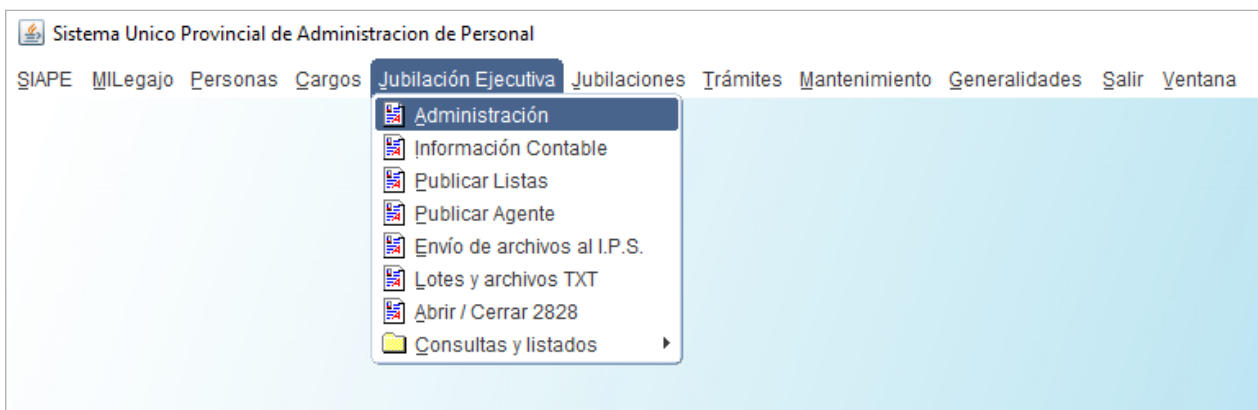 Sistema Unico Provincial de Administracion de Personal
SIAPE MILegajo Personas Cargos Jubilación Ejecutiva Jubilaciones Trámites Mantenimiento Generalidades Salir Ventana
Administración
Información Contable
Publicar Listas
Publicar Agente
Envío de archivos al I.P.S.
Lotes y archivos TXT
Abrir / Cerrar 2828
Consultas y listados